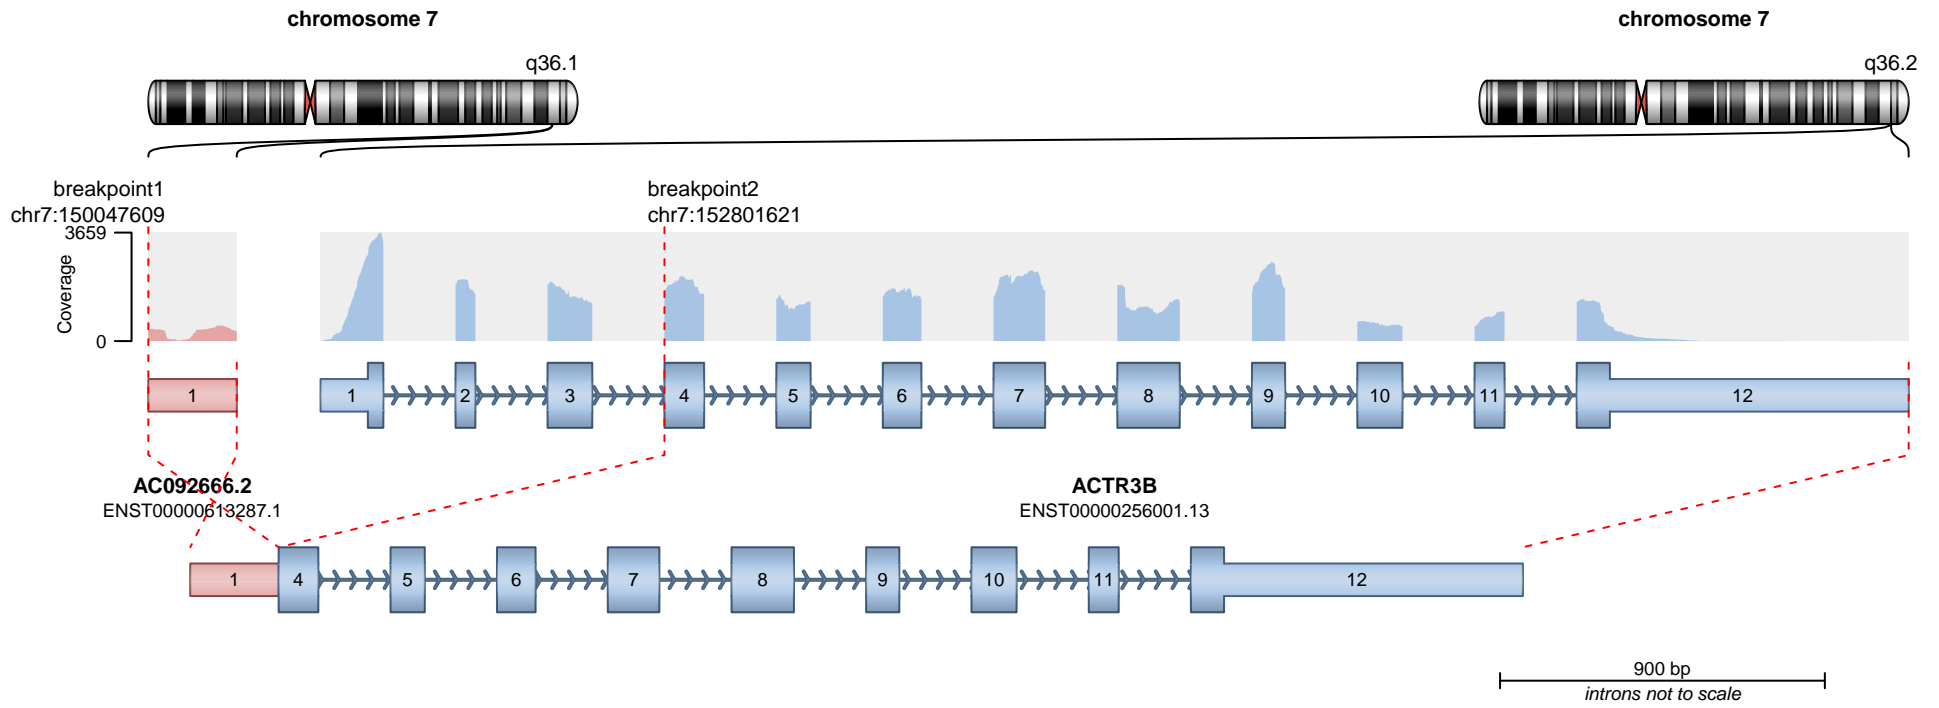 chromosome 7
chromosome 7
q36.1
q36.2
breakpoint1
chr7:150047609
breakpoint2
chr7:152801621
3659
Coverage
0
1
1
2
3
4
5
6
7
8
9
10
11
12
AC092666.2
ENST00000613287.1
ACTR3B
ENST00000256001.13
1
4
5
6
7
8
9
10
11
12
900 bp
introns not to scale